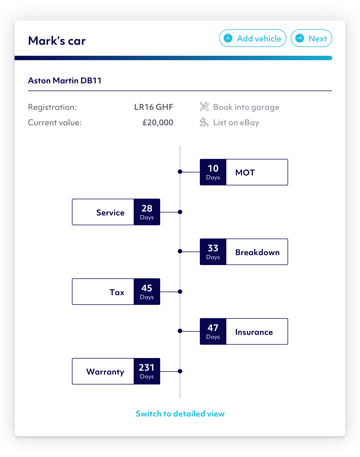 Mark's car
Add vehicle
Next
Aston Martin DB11
Registration: LR16 GHF
Book into garage
Current value: £20,000
List on eBay
10 Days MOT
Service 28 Days
33 Days Breakdown
Tax 45 Days
47 Days Insurance
Warranty 231 Days
Switch to detailed view